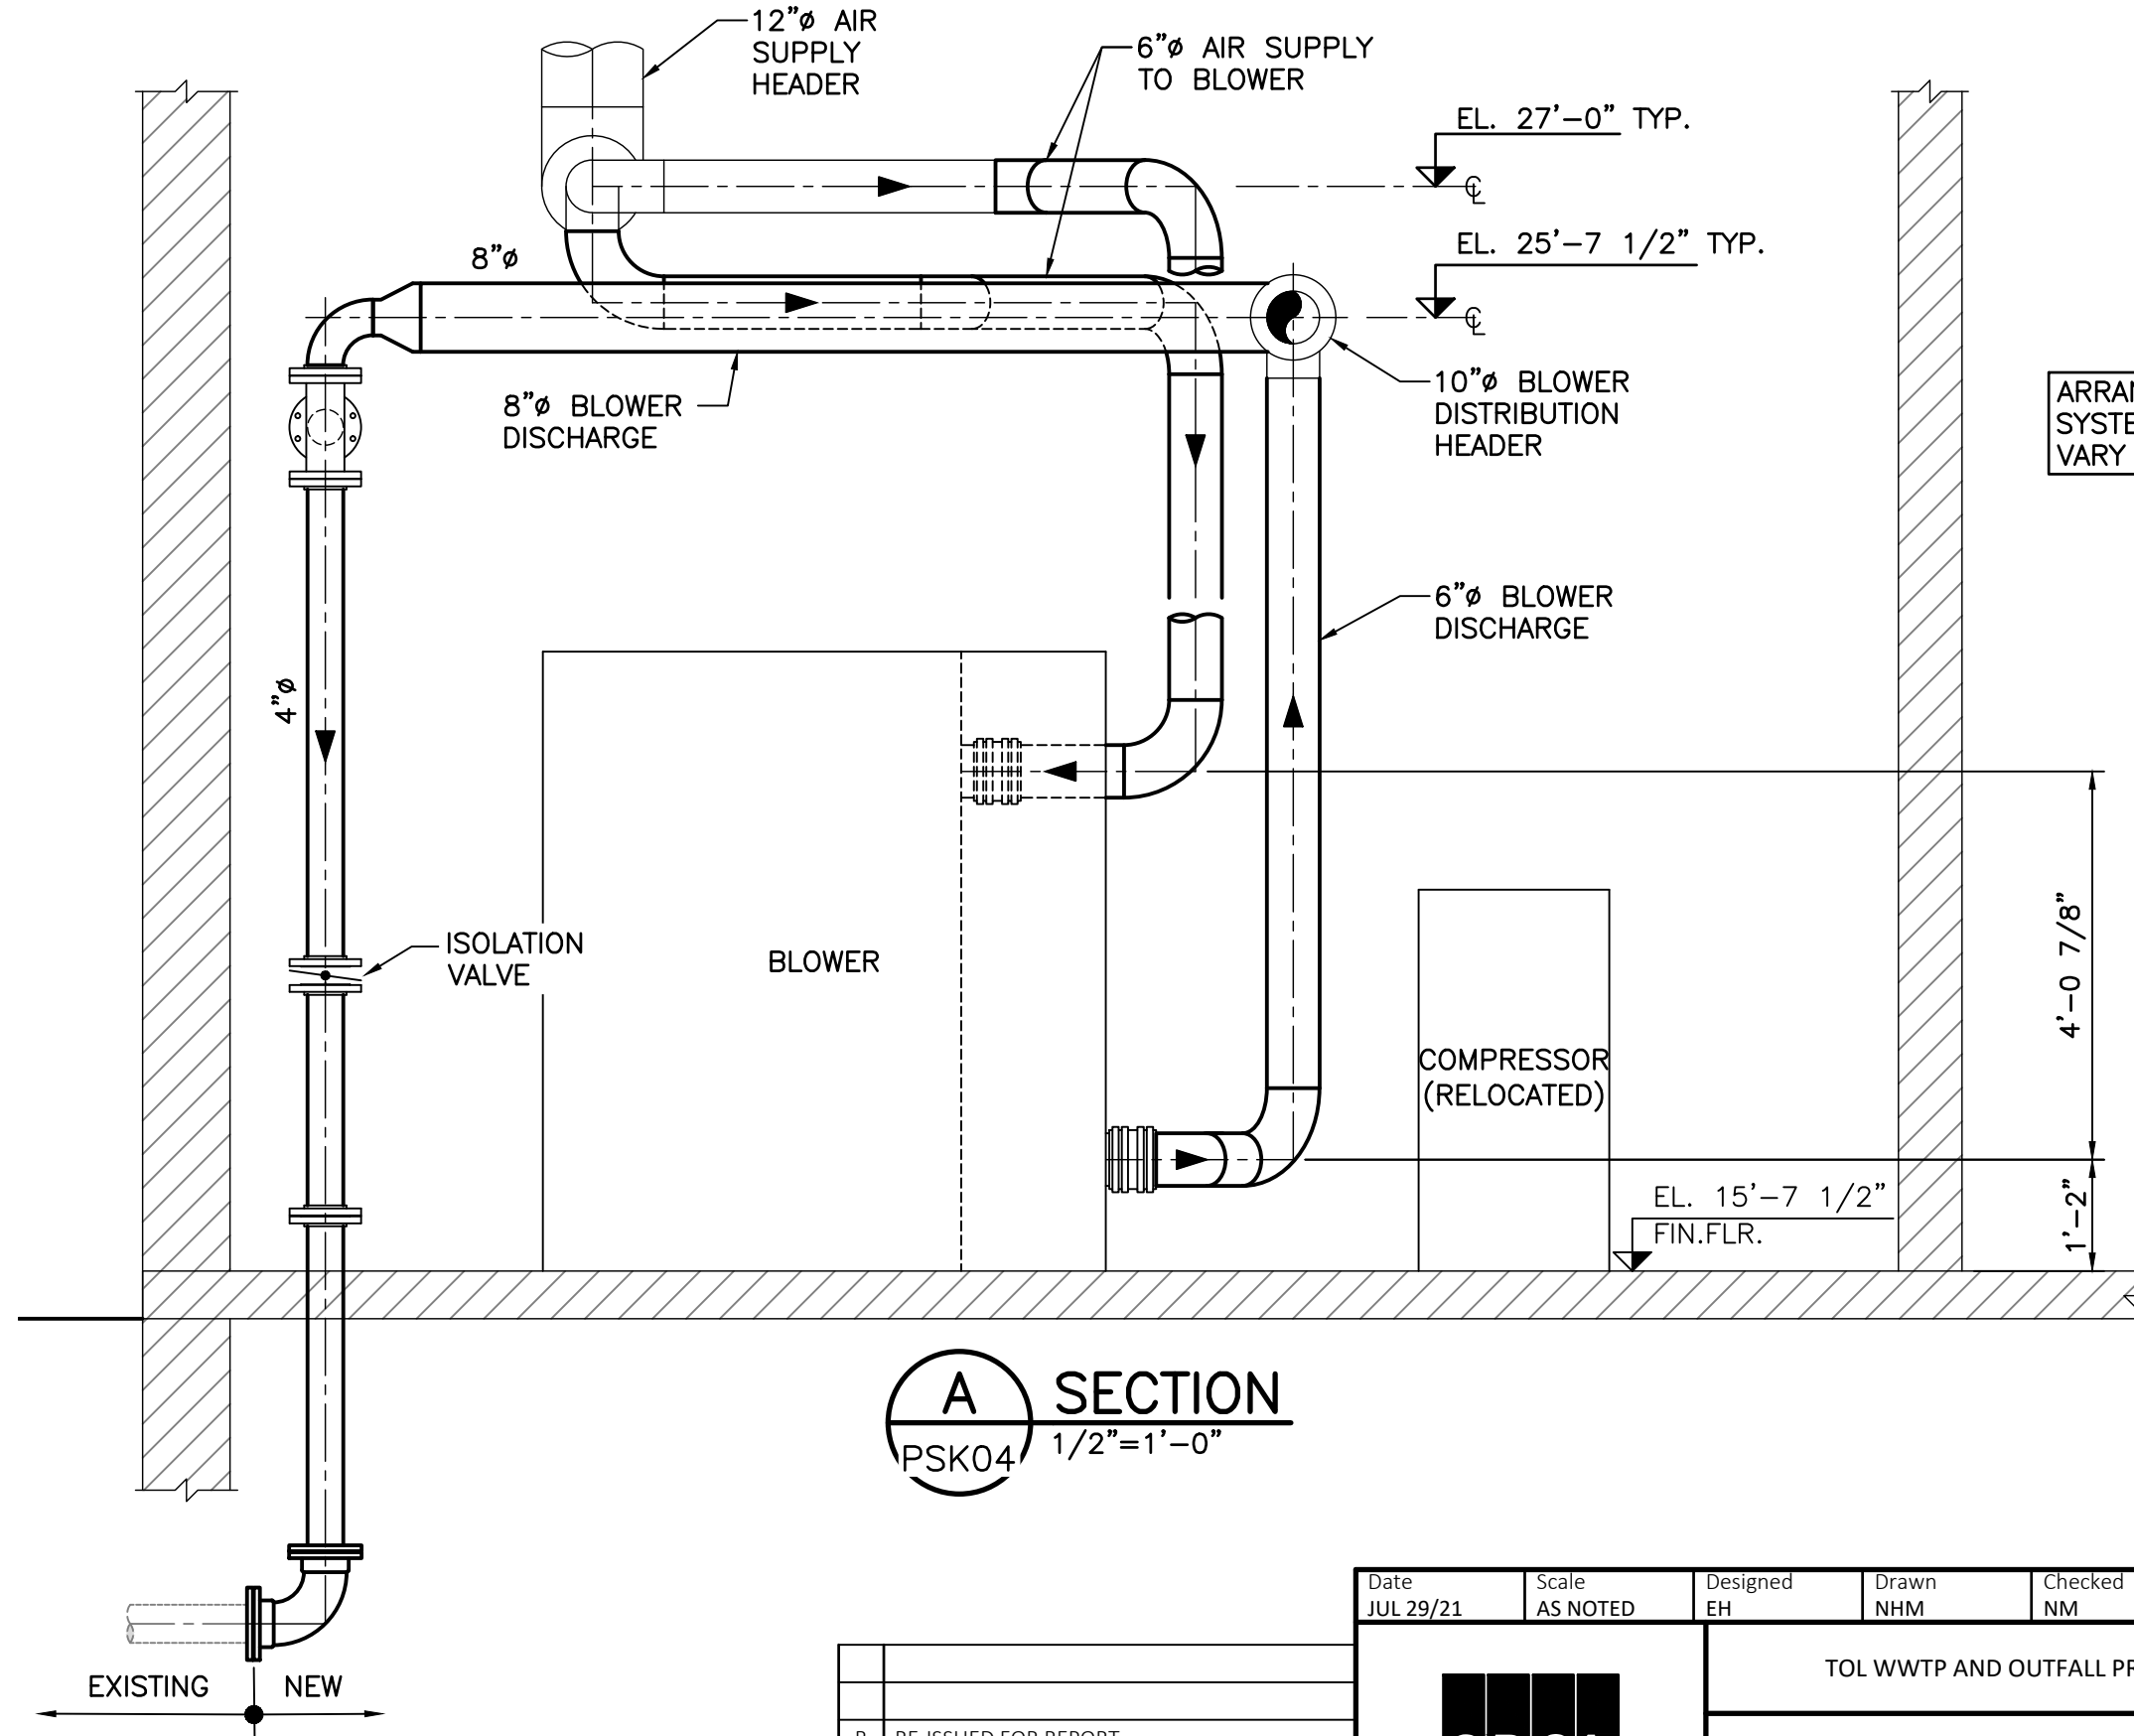 12"ø AIR
SUPPLY
HEADER
6"ø AIR SUPPLY
TO BLOWER
EL. 27'-0" TYP.
℄
EL. 25'-7 1/2" TYP.
℄
8"ø
8"ø BLOWER
DISCHARGE
10"ø BLOWER
DISTRIBUTION
HEADER
SYSTE
VARY
6"ø BLOWER
DISCHARGE
4"ø
ISOLATION
VALVE
BLOWER
COMPRESSOR
(RELOCATED)
4'-0 7/8"
1'-2"
EL. 15'-7 1/2"
FIN.FLR.
A
PSK04
SECTION
1/2"=1'-0"
EXISTING
NEW
Date
JUL 29/21
Scale
AS NOTED
Designed
EH
Drawn
NHM
Checked
NM
TOL WWTP AND OUTFALL PR
B RE-ISSUED FOR REPORT